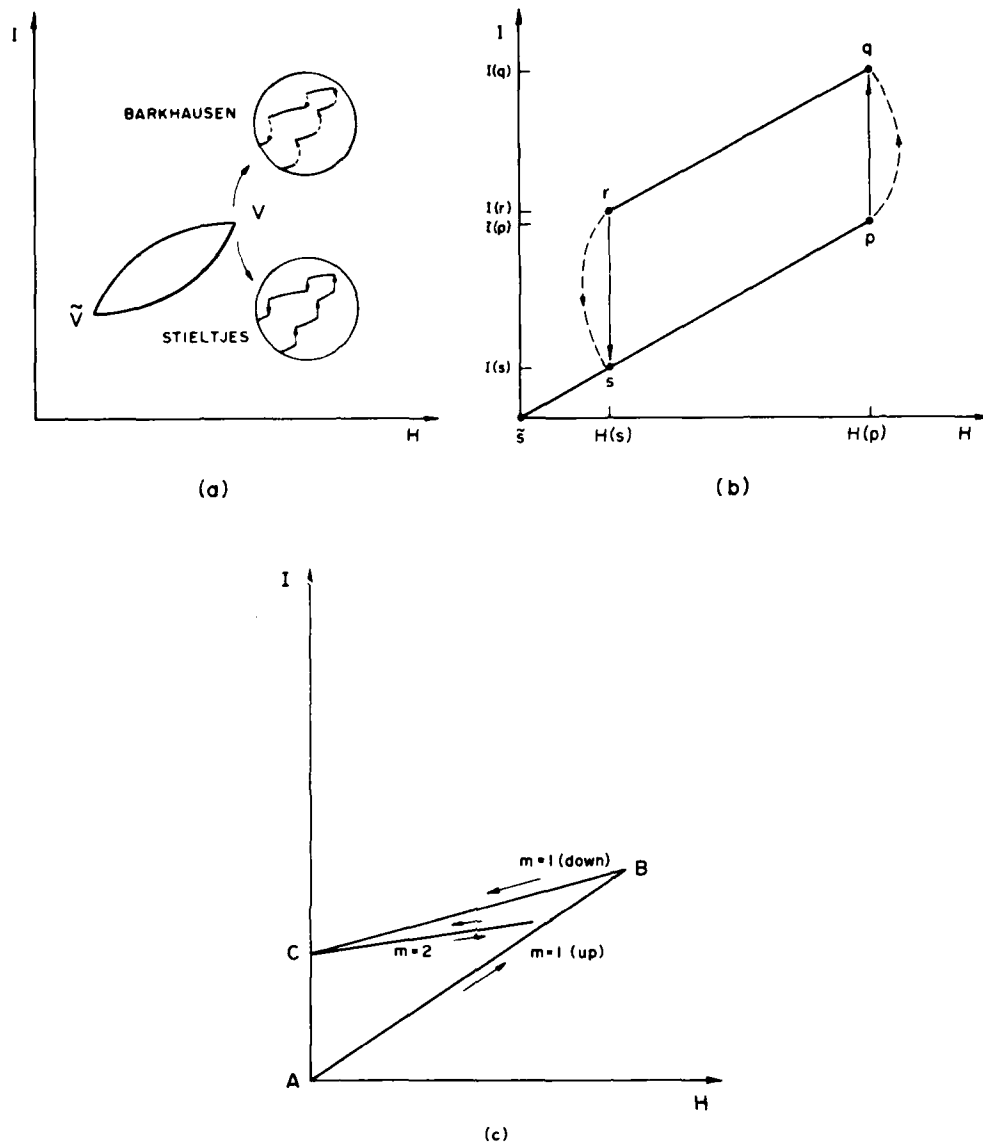 I
BARKHAUSEN
V
Ṽ
STIELTJES
H
(a)
I
I(q)
q
I(r)
r
I(p)
p
I(s)
s
s̃
H(s)
H(p)
H
(b)
I
m=1(down)
B
C
m=2
m=1(up)
A
H
(c)